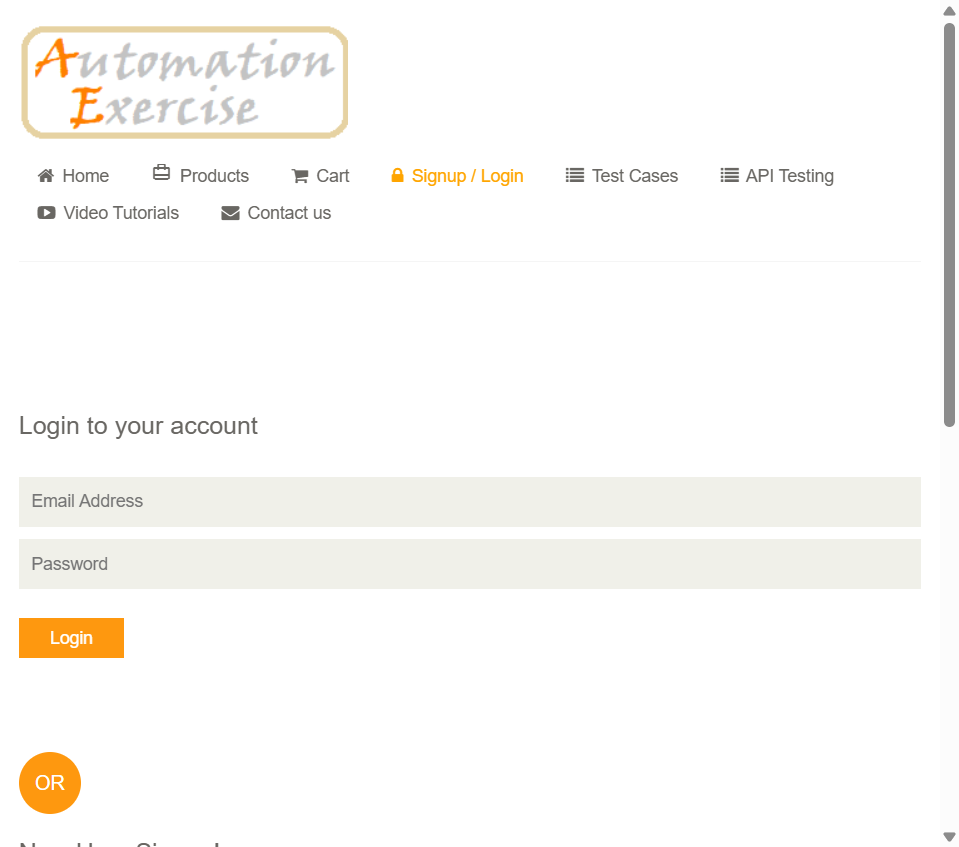 Automation
Exercise
Home Products Cart Signup / Login Test Cases API Testing
Video Tutorials Contact us
Login to your account
Email Address
Password
Login
OR